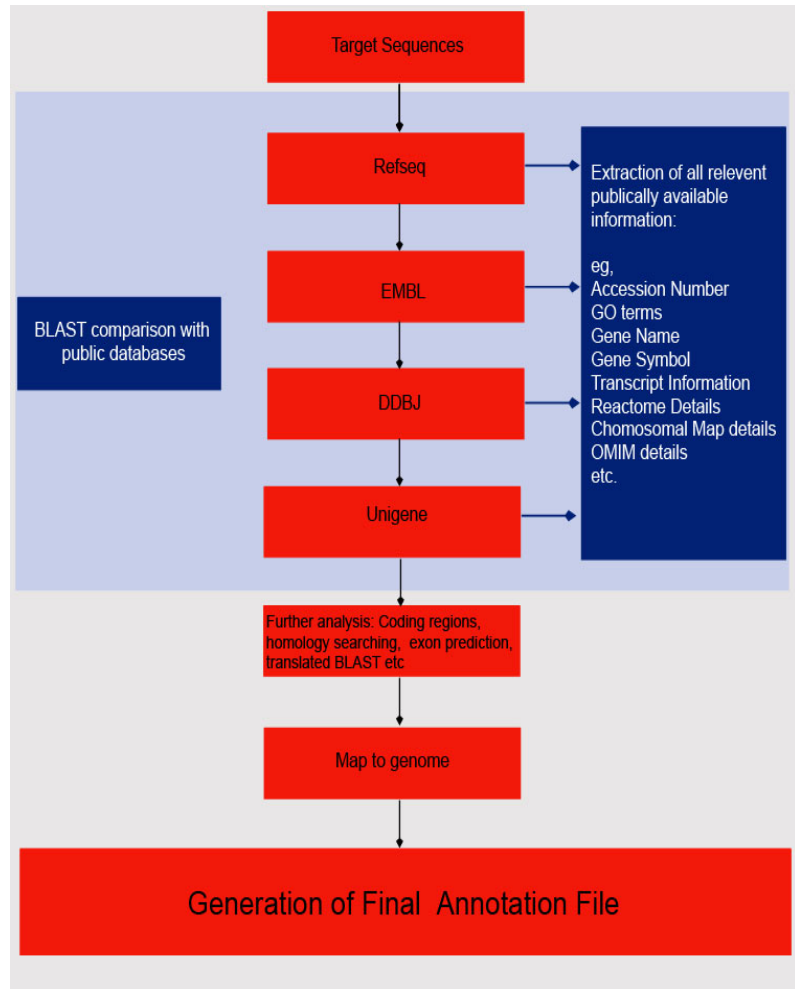 Target Sequences
Refseq
EMBL
DDBJ
Unigene
BLAST comparison with
public databases
Extraction of all relevent
publically available
information:
eg,
Accession Number
GO terms
Gene Name
Gene Symbol
Transcript Information
Reactome Details
Chomosomal Map details
OMIM details
etc.
Further analysis: Coding regions,
homology searching, exon prediction,
translated BLAST etc
Map to genome
Generation of Final Annotation File